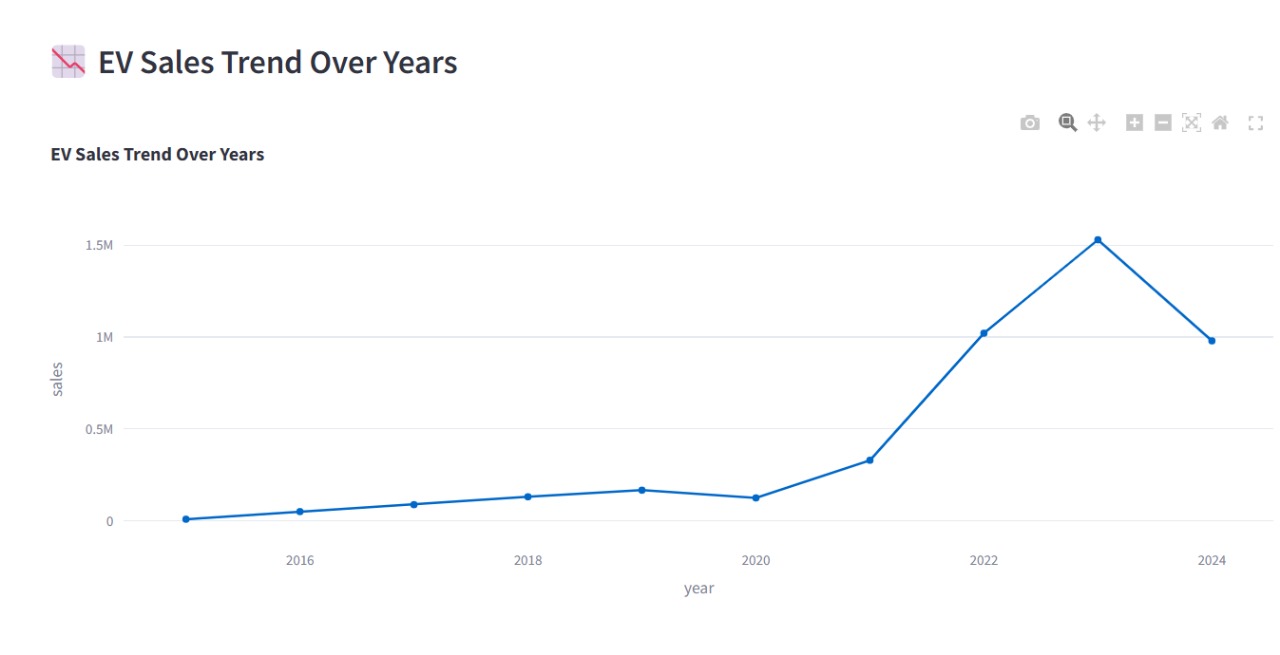 EV Sales Trend Over Years
EV Sales Trend Over Years
1.5M
1M
0.5M
0
sales
2016 2018 2020 2022 2024
year